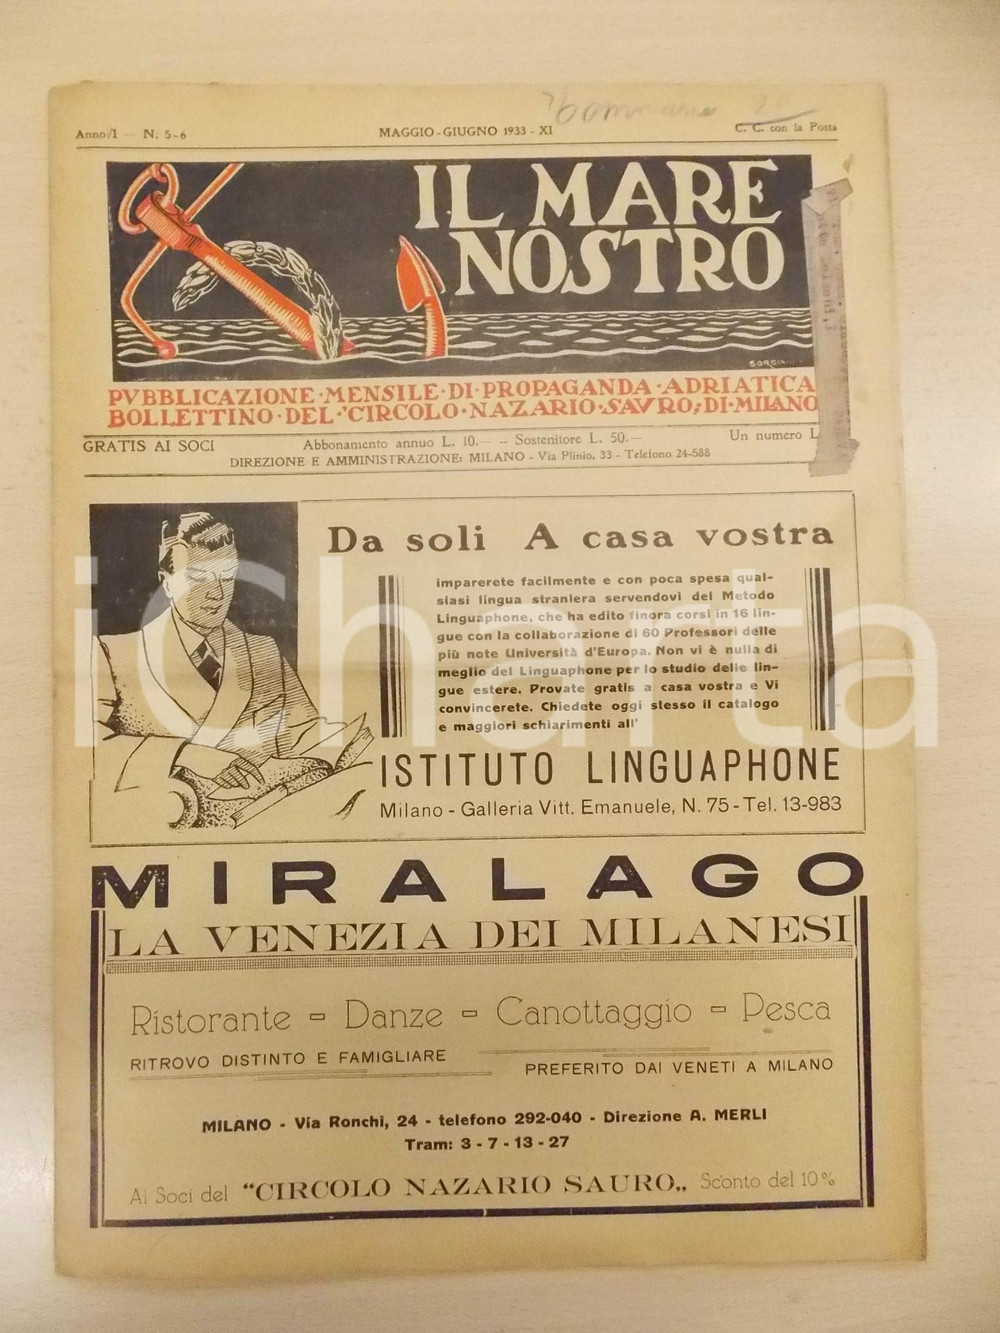 Anno I — N. 5-6
MAGGIO-GIUGNO 1933 - XI
C. C. con la Posta
IL MARE
NOSTRO
PVBBLICAZIONE·MENSILE·DI·PROPAGANDA·ADRIATICA
BOLLETTINO·DEL·"CIRCOLO·NAZARIO·SAVRO„·DI·MILANO
GRATIS AI SOCI
Abbonamento annuo L. 10.— -- Sostenitore L. 50.—
Un numero L
DIREZIONE E AMMINISTRAZIONE: MILANO - Via Plinio, 33 - Telefono 24-588
Da soli A casa vostra
imparerete facilmente e con poca spesa qual-
siasi lingua straniera servendovi del Metodo
Linguaphone, che ha edito finora corsi in 16 lin-
gue con la collaborazione di 60 Professori delle
più note Università d'Europa. Non vi è nulla di
meglio del Linguaphone per lo studio delle lin-
gue estere. Provate gratis a casa vostra e Vi
convincerete. Chiedete oggi stesso il catalogo
e maggiori schiarimenti all'
ISTITUTO LINGUAPHONE
Milano - Galleria Vitt. Emanuele, N. 75 - Tel. 13-983
iCharta
MIRALAGO
LA VENEZIA DEI MILANESI
Ristorante - Danze - Canottaggio - Pesca
RITROVO DISTINTO E FAMIGLIARE
PREFERITO DAI VENETI A MILANO
MILANO - Via Ronchi, 24 - telefono 292-040 - Direzione A. MERLI
Tram: 3 - 7 - 13 - 27
Ai Soci del "CIRCOLO NAZARIO SAURO„ Sconto del 10%